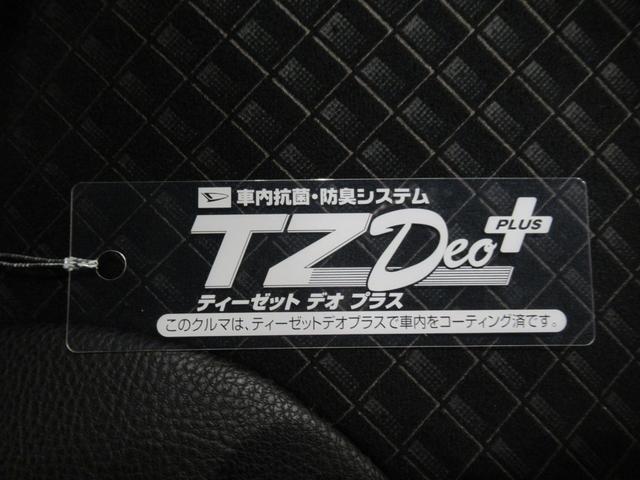 車内抗菌・防臭システム
TZ Deo PLUS
ティーゼット デオ プラス
このクルマは、ティーゼットデオプラスで車内をコーティング済です。